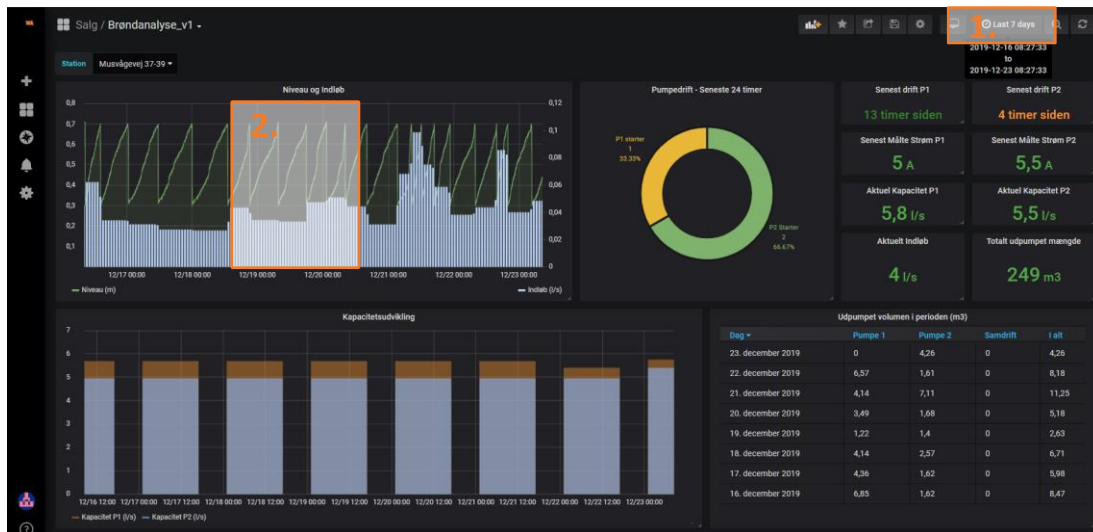 Salg / Brøndanalyse_v1
1.
Last 7 days
2019-12-16 08:27:33
to
2019-12-23 08:27:33
Station Musvågevej 37-39
Niveau og Indløb
2.
0,8
0,7
0,6
0,5
0,4
0,3
0,2
0,1
0,12
0,1
0,08
0,06
0,04
0,02
0
12/17 00:00 12/18 00:00 12/19 00:00 12/20 00:00 12/21 00:00 12/22 00:00 12/23 00:00
Niveau (m) Indløb (l/s)
Pumpedrift - Seneste 24 timer
P1 starter
1
33.33%
P2 Starter
2
66.67%
Senest drift P1
13 timer siden
Senest drift P2
4 timer siden
Senest Målte Strøm P1
5 A
Senest Målte Strøm P2
5,5 A
Aktuel Kapacitet P1
5,8 l/s
Aktuel Kapacitet P2
5,5 l/s
Aktuelt Indløb
4 l/s
Totalt udpumpet mængde
249 m3
Kapacitetsudvikling
7
6
5
4
3
2
1
0
12/16 12:00 12/17 00:00 12/17 12:00 12/18 00:00 12/18 12:00 12/19 00:00 12/19 12:00 12/20 00:00 12/20 12:00 12/21 00:00 12/21 12:00 12/22 00:00 12/22 12:00 12/23 00:00
Kapacitet P1 (l/s) Kapacitet P2 (l/s)
Udpumpet volumen i perioden (m3)
Dag Pumpe 1 Pumpe 2 Samdrift I alt
23. december 2019 0 4,26 0 4,26
22. december 2019 6,57 1,61 0 8,18
21. december 2019 4,14 7,11 0 11,25
20. december 2019 3,49 1,68 0 5,18
19. december 2019 1,22 1,4 0 2,63
18. december 2019 4,14 2,57 0 6,71
17. december 2019 4,36 1,62 0 5,98
16. december 2019 6,85 1,62 0 8,47